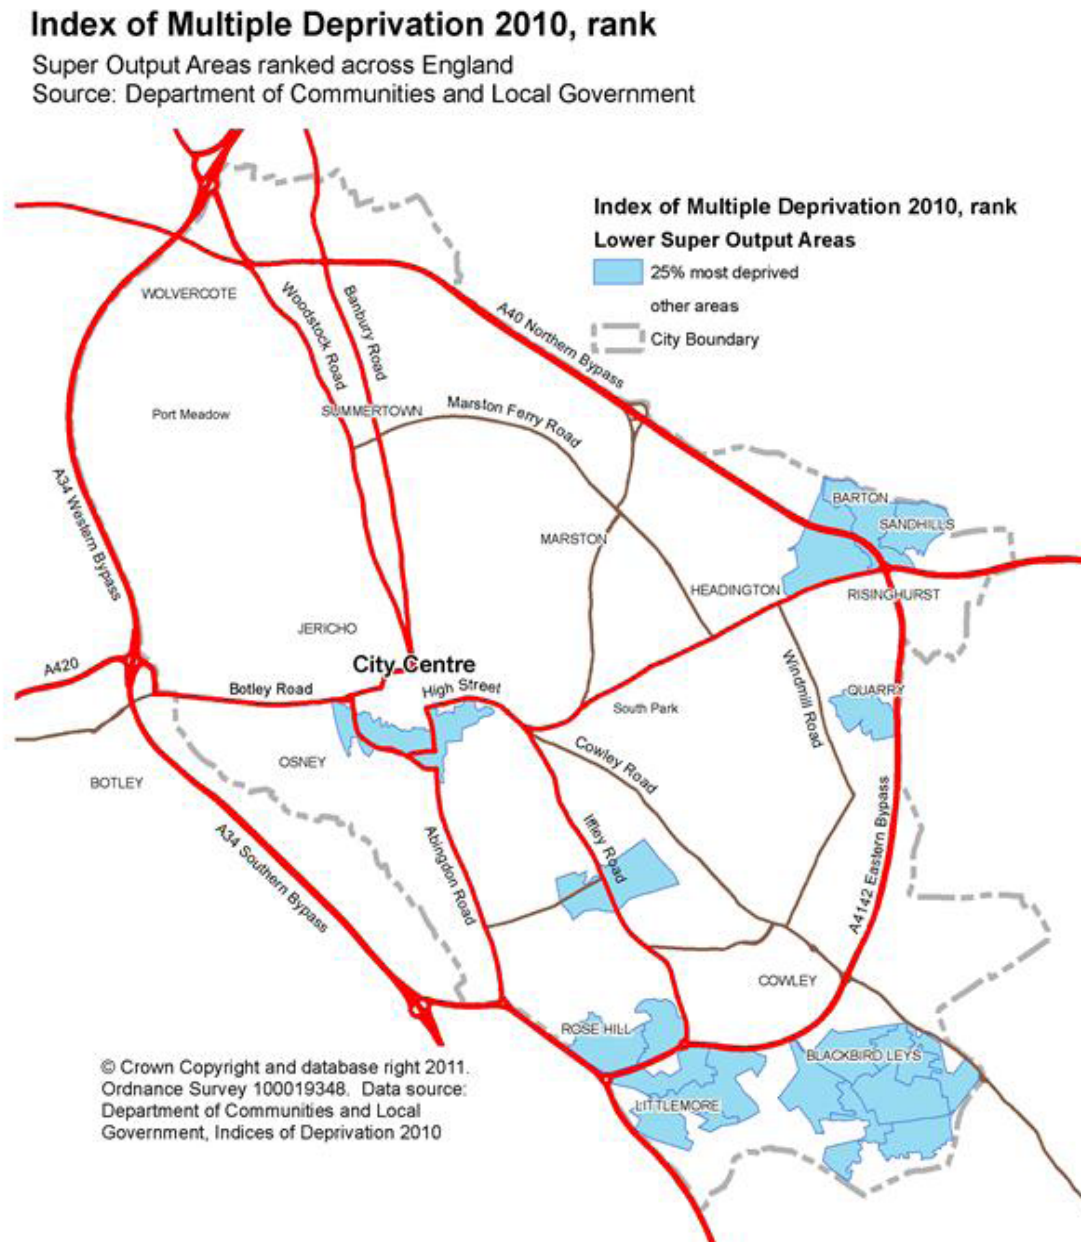 Index of Multiple Deprivation 2010, rank
Super Output Areas ranked across England
Source: Department of Communities and Local Government
Index of Multiple Deprivation 2010, rank
Lower Super Output Areas
25% most deprived
other areas
City Boundary
WOLVERCOTE
Woodstock Road
Banbury Road
A40 Northern Bypass
Port Meadow
SUMMERTOWN
Marston Ferry Road
A34 Western Bypass
BARTON
SANDHILLS
MARSTON
HEADINGTON
RISINGHURST
JERICHO
City Centre
A420
Botley Road
High Street
South Park
Windmill Road
QUARRY
OSNEY
BOTLEY
Cowley Road
A34 Southern Bypass
Abingdon Road
Iffley Road
A4142 Eastern Bypass
COWLEY
ROSE HILL
BLACKBIRD LEYS
LITTLEMORE
© Crown Copyright and database right 2011.
Ordnance Survey 100019348. Data source:
Department of Communities and Local
Government, Indices of Deprivation 2010